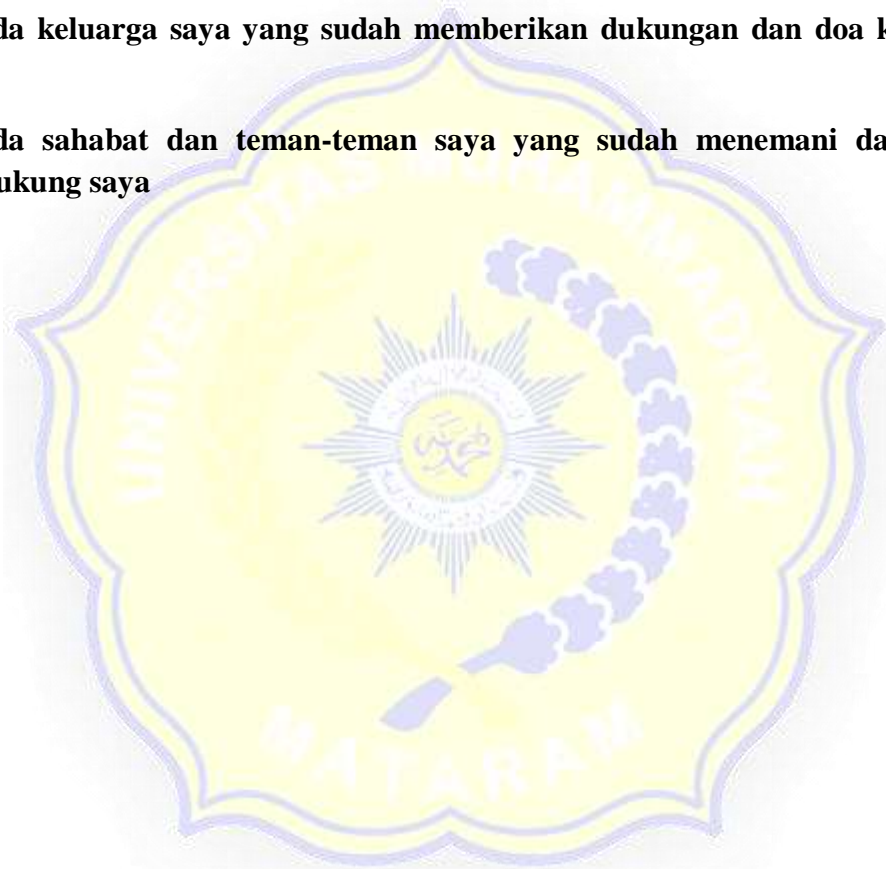 da keluarga saya yang sudah memberikan dukungan dan doa k
da sahabat dan teman-teman saya yang sudah menemani da
ukung saya
UNIVERSITAS MUHAMMADIYAH
MATARAM